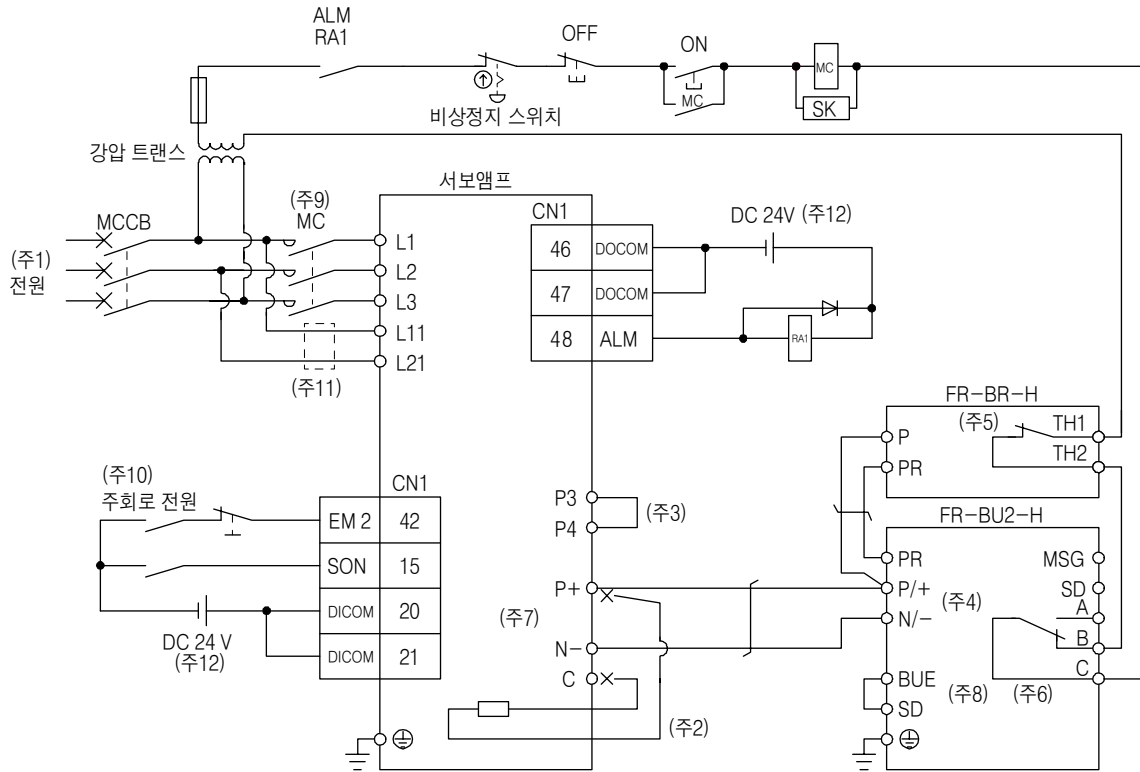 ALM
RA1
OFF
ON
MC
MC
SK
비상정지 스위치
강압 트랜스
서보앰프
MCCB
(주9)
MC
(주1)
전원
L1
L2
L3
L11
L21
(주11)
CN1
46 DOCOM
47 DOCOM
48 ALM
DC 24V (주12)
RA1
FR-BR-H
(주5)
P
PR
TH1
TH2
(주10)
주회로 전원
CN1
EM 2 42
SON 15
DICOM 20
DICOM 21
DC 24 V
(주12)
P3
P4
(주3)
P+
(주7)
N-
C
(주2)
FR-BU2-H
PR
P/+
(주4)
N/-
BUE
SD
(주8)
(주6)
MSG
SD
A
B
C